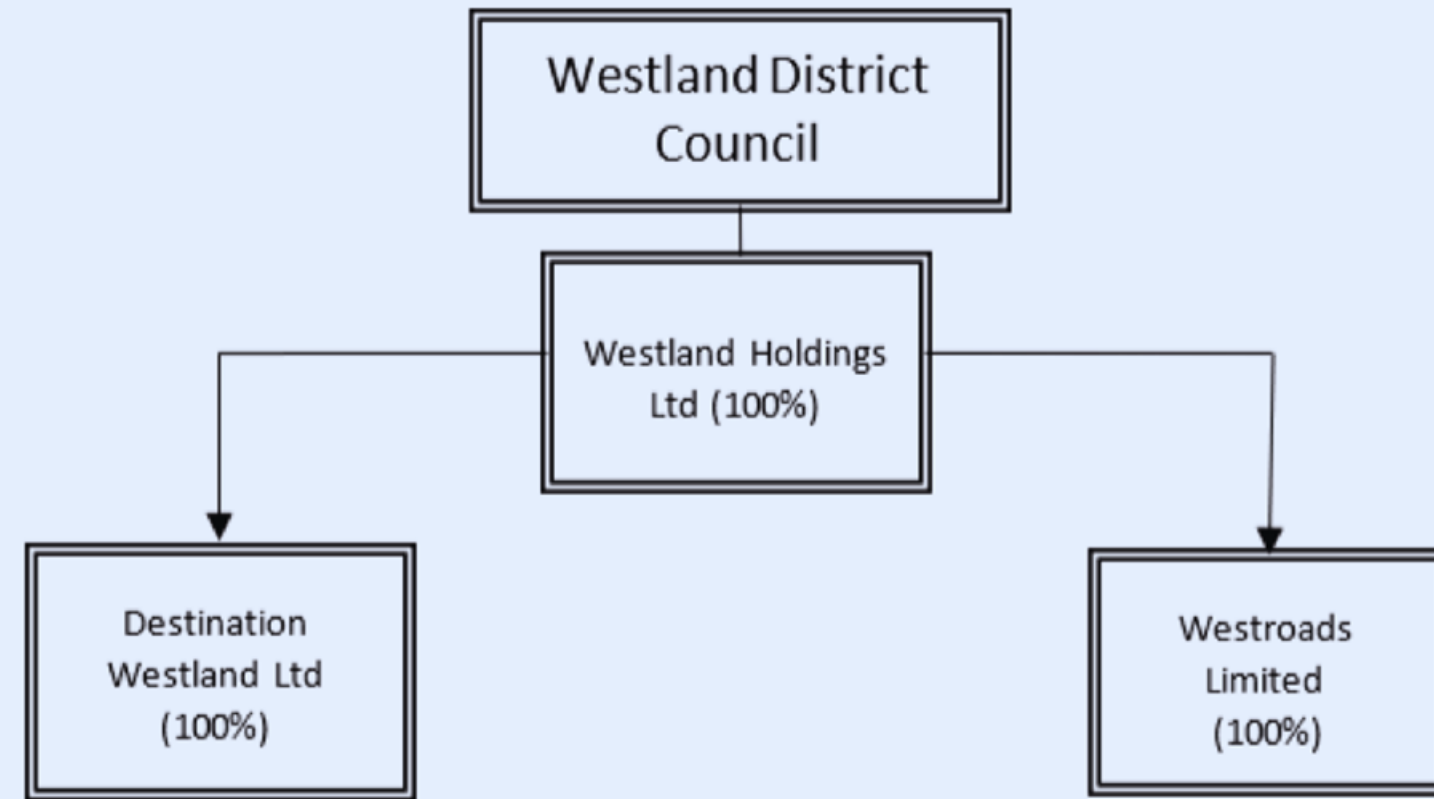 Westland District
Council
Westland Holdings
Ltd (100%)
Destination
Westland Ltd
(100%)
Westroads
Limited
(100%)